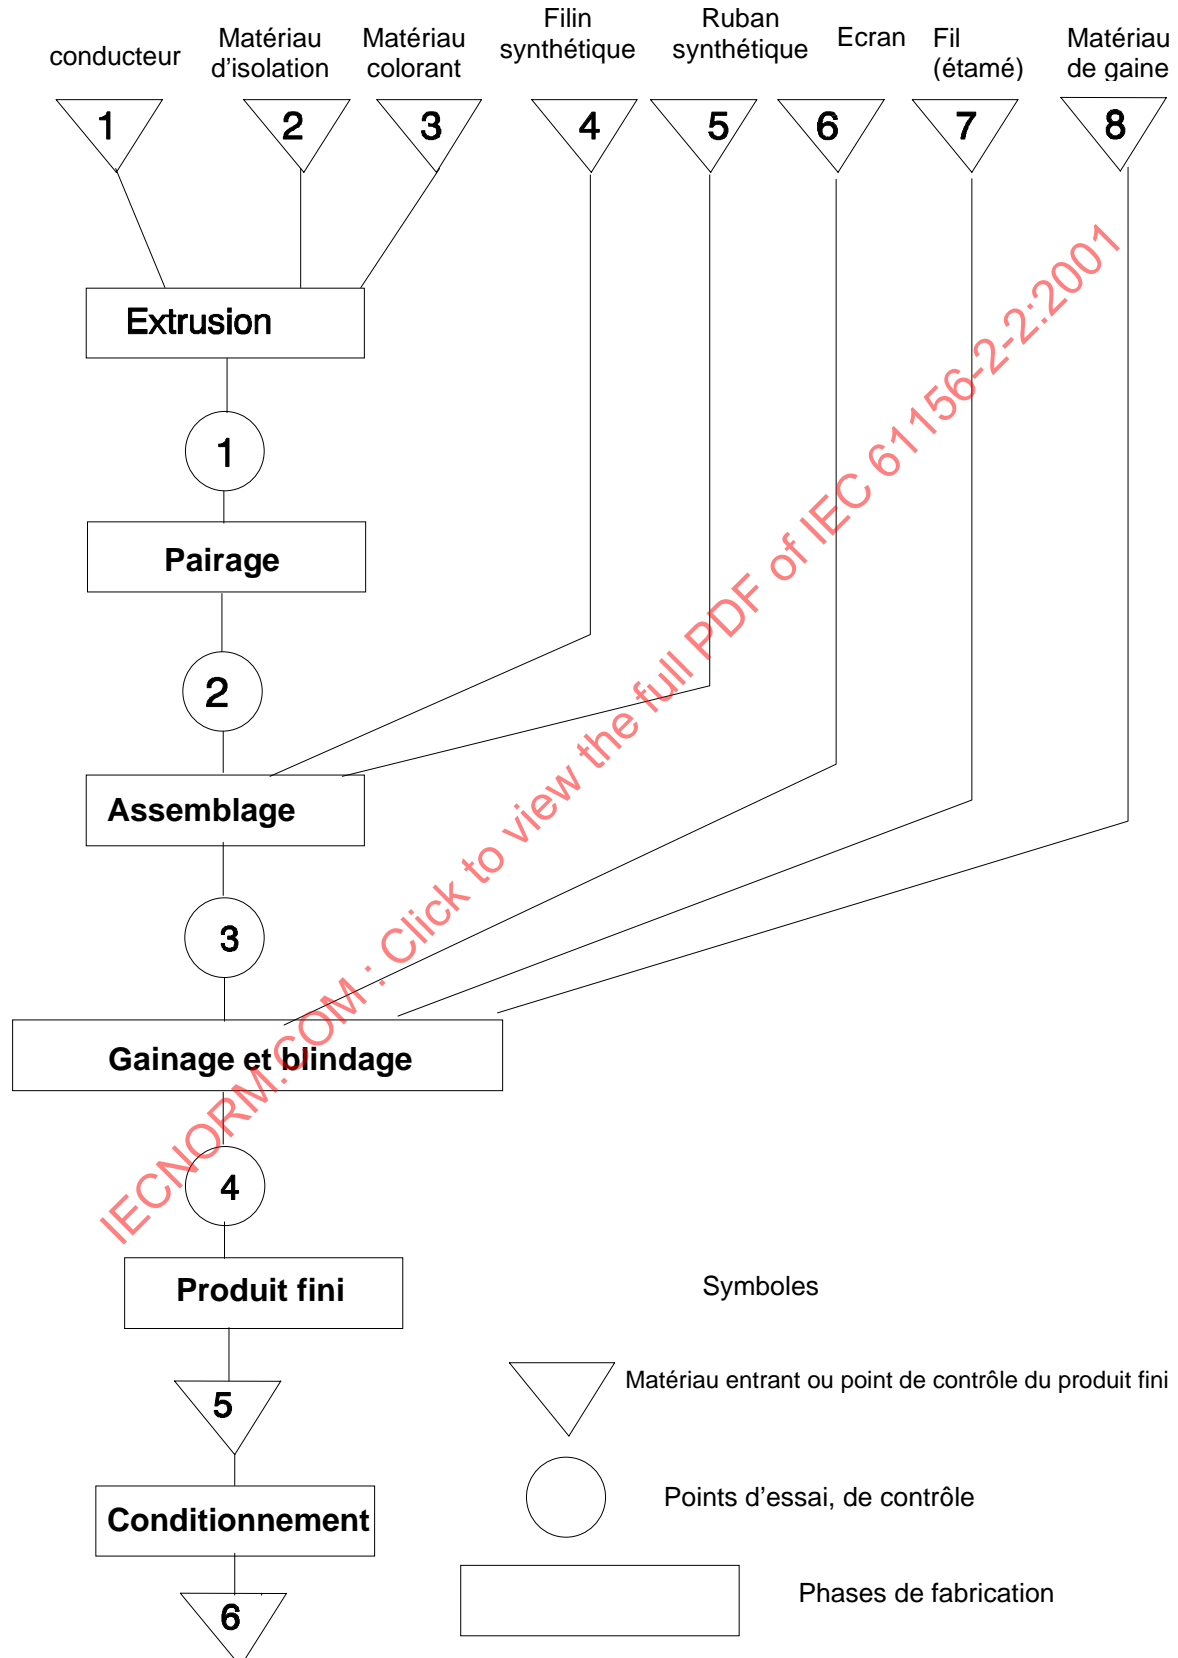 conducteur
Matériau
d'isolation
Matériau
colorant
Filin
synthétique
Ruban
synthétique
Ecran
Fil
(étamé)
Matériau
de gaine
1
2
3
4
5
6
7
8
Extrusion
1
Pairage
2
Assemblage
3
Gainage et blindage
4
Produit fini
5
Conditionnement
6
Symboles
Matériau entrant ou point de contrôle du produit fini
Points d'essai, de contrôle
Phases de fabrication
IECNORM.COM : Click to view the full PDF of IEC 61156-2-2:2001